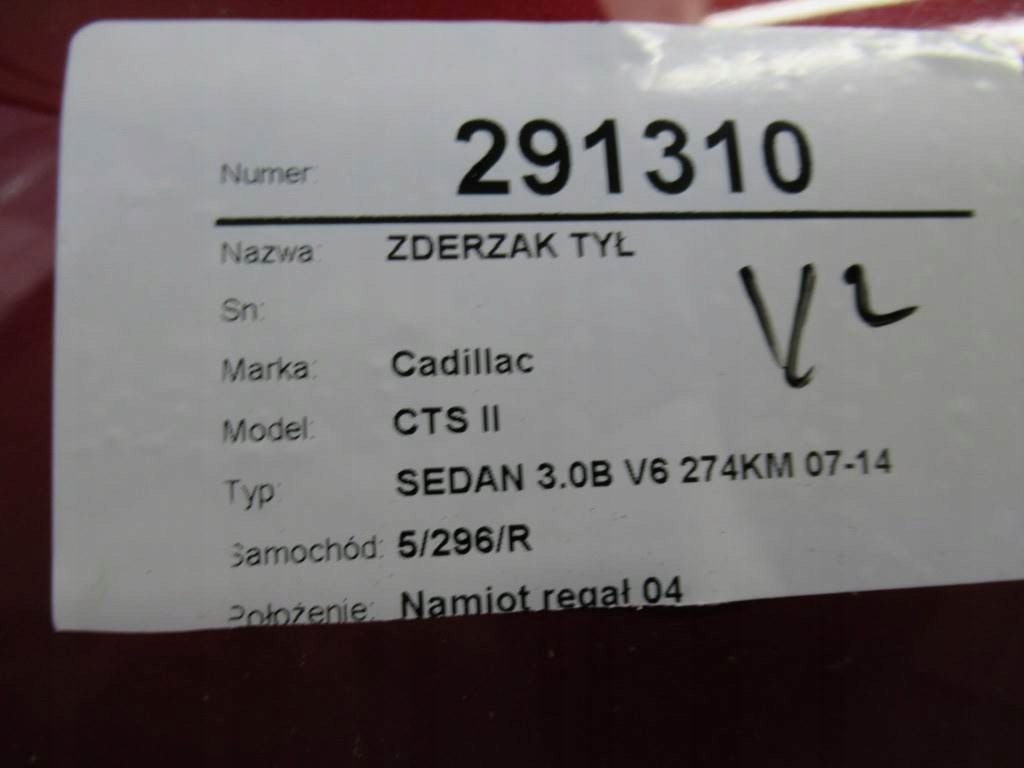 Numer: 291310
Nazwa: ZDERZAK TYŁ
Sn:
Marka: Cadillac
Model: CTS II
Typ: SEDAN 3.0B V6 274KM 07-14
Samochód: 5/296/R
Położenie: Namiot regał 04